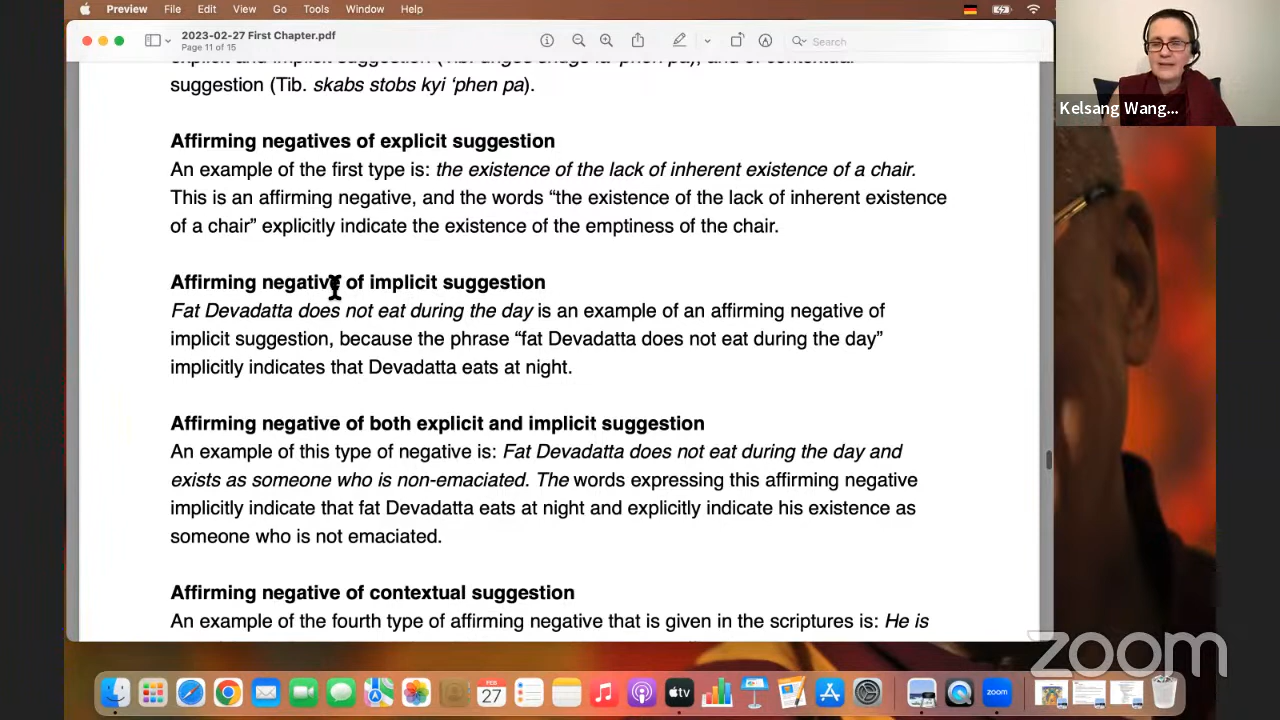 Preview File Edit View Go Tools Window Help
2023-02-27 First Chapter.pdf
Page 11 of 15
Search
Kelsang Wang...
suggestion (Tib. skabs stobs kyi ‘phen pa).
Affirming negatives of explicit suggestion
An example of the first type is: the existence of the lack of inherent existence of a chair.
This is an affirming negative, and the words “the existence of the lack of inherent existence
of a chair” explicitly indicate the existence of the emptiness of the chair.
Affirming negative of implicit suggestion
Fat Devadatta does not eat during the day is an example of an affirming negative of
implicit suggestion, because the phrase “fat Devadatta does not eat during the day”
implicitly indicates that Devadatta eats at night.
Affirming negative of both explicit and implicit suggestion
An example of this type of negative is: Fat Devadatta does not eat during the day and
exists as someone who is non-emaciated. The words expressing this affirming negative
implicitly indicate that fat Devadatta eats at night and explicitly indicate his existence as
someone who is not emaciated.
Affirming negative of contextual suggestion
An example of the fourth type of affirming negative that is given in the scriptures is: He is
zoom
FEB
27
tv
zoom